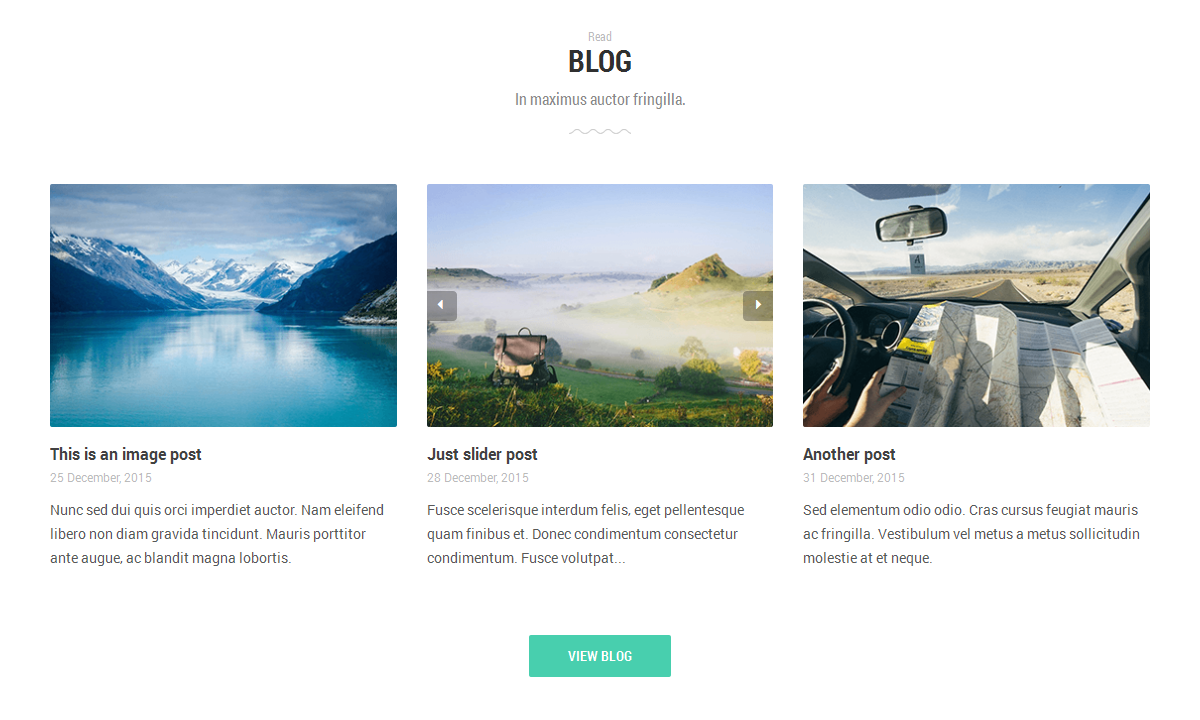 Read
BLOG
In maximus auctor fringilla.
This is an image post
25 December, 2015
Nunc sed dui quis orci imperdiet auctor. Nam eleifend
libero non diam gravida tincidunt. Mauris porttitor
ante augue, ac blandit magna lobortis.
Just slider post
28 December, 2015
Fusce scelerisque interdum felis, eget pellentesque
quam finibus et. Donec condimentum consectetur
condimentum. Fusce volutpat...
A
Another post
31 December, 2015
Sed elementum odio odio. Cras cursus feugiat mauris
ac fringilla. Vestibulum vel metus a metus sollicitudin
molestie at et neque.
VIEW BLOG